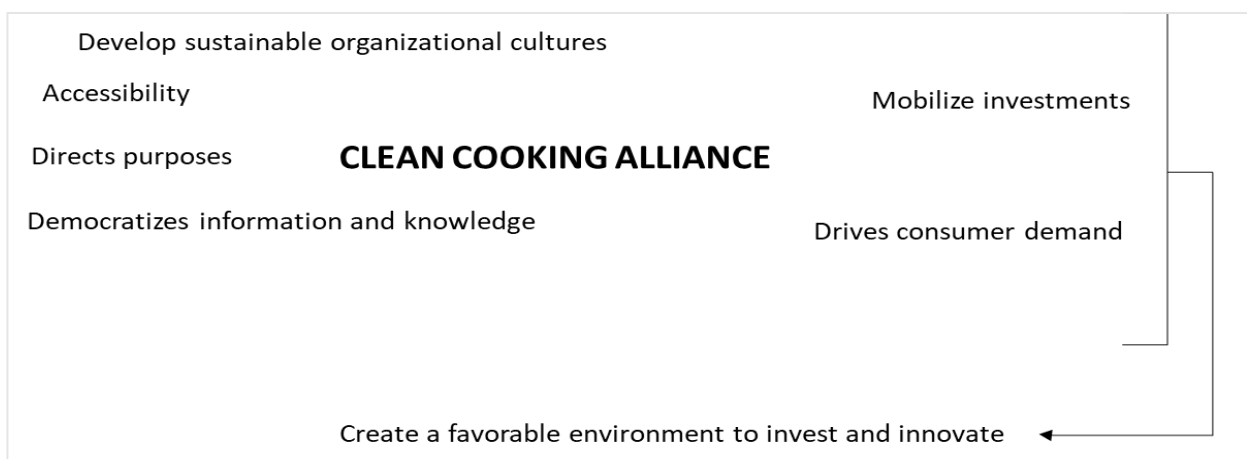 Develop sustainable organizational cultures
Accessibility
Mobilize investments
Directs purposes
CLEAN COOKING ALLIANCE
Democratizes information and knowledge
Drives consumer demand
Create a favorable environment to invest and innovate